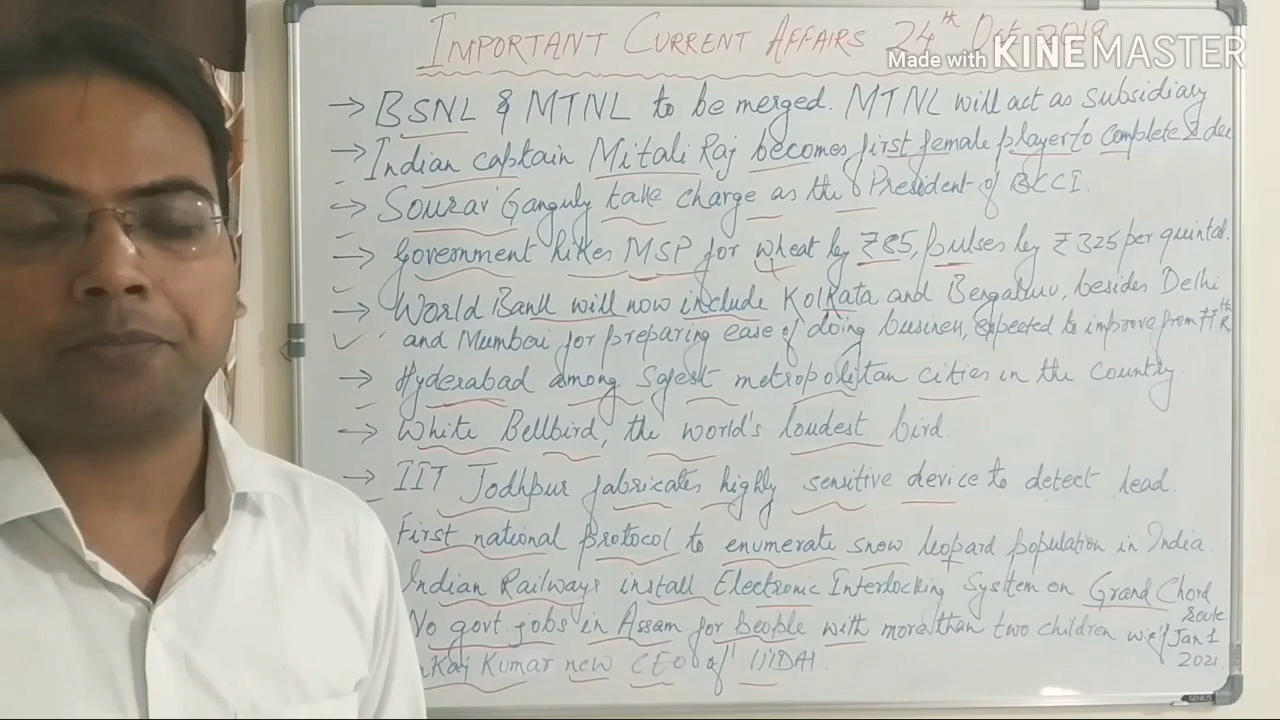 IMPORTANT CURRENT AFFAIRS 24th Oct 2019
Made with KINEMASTER
→ BSNL & MTNL to be merged. MTNL will act as subsidiary
→ Indian captain Mitali Raj becomes first female player to complete 2 dec
→ Sourav Ganguly take charge as the President of BCCI.
→ Government hikes MSP for wheat by ₹85, pulses by ₹325 per quintal.
→ World Bank will now include Kolkata and Bengaluru, besides Delhi
and Mumbai for preparing ease of doing business, expected to improve from 77th R
→ Hyderabad among safest metropolitan cities in the country.
→ White Bellbird, the world's loudest bird.
→ IIT Jodhpur fabricates highly sensitive device to detect lead.
First national protocol to enumerate snow leopard population in India.
Indian Railways install Electronic Interlocking System on Grand Chord
route
No govt. jobs in Assam for people with more than two children w.e.f Jan 1
2021.
Kaj Kumar new CEO of UIDAI.
GENIUS